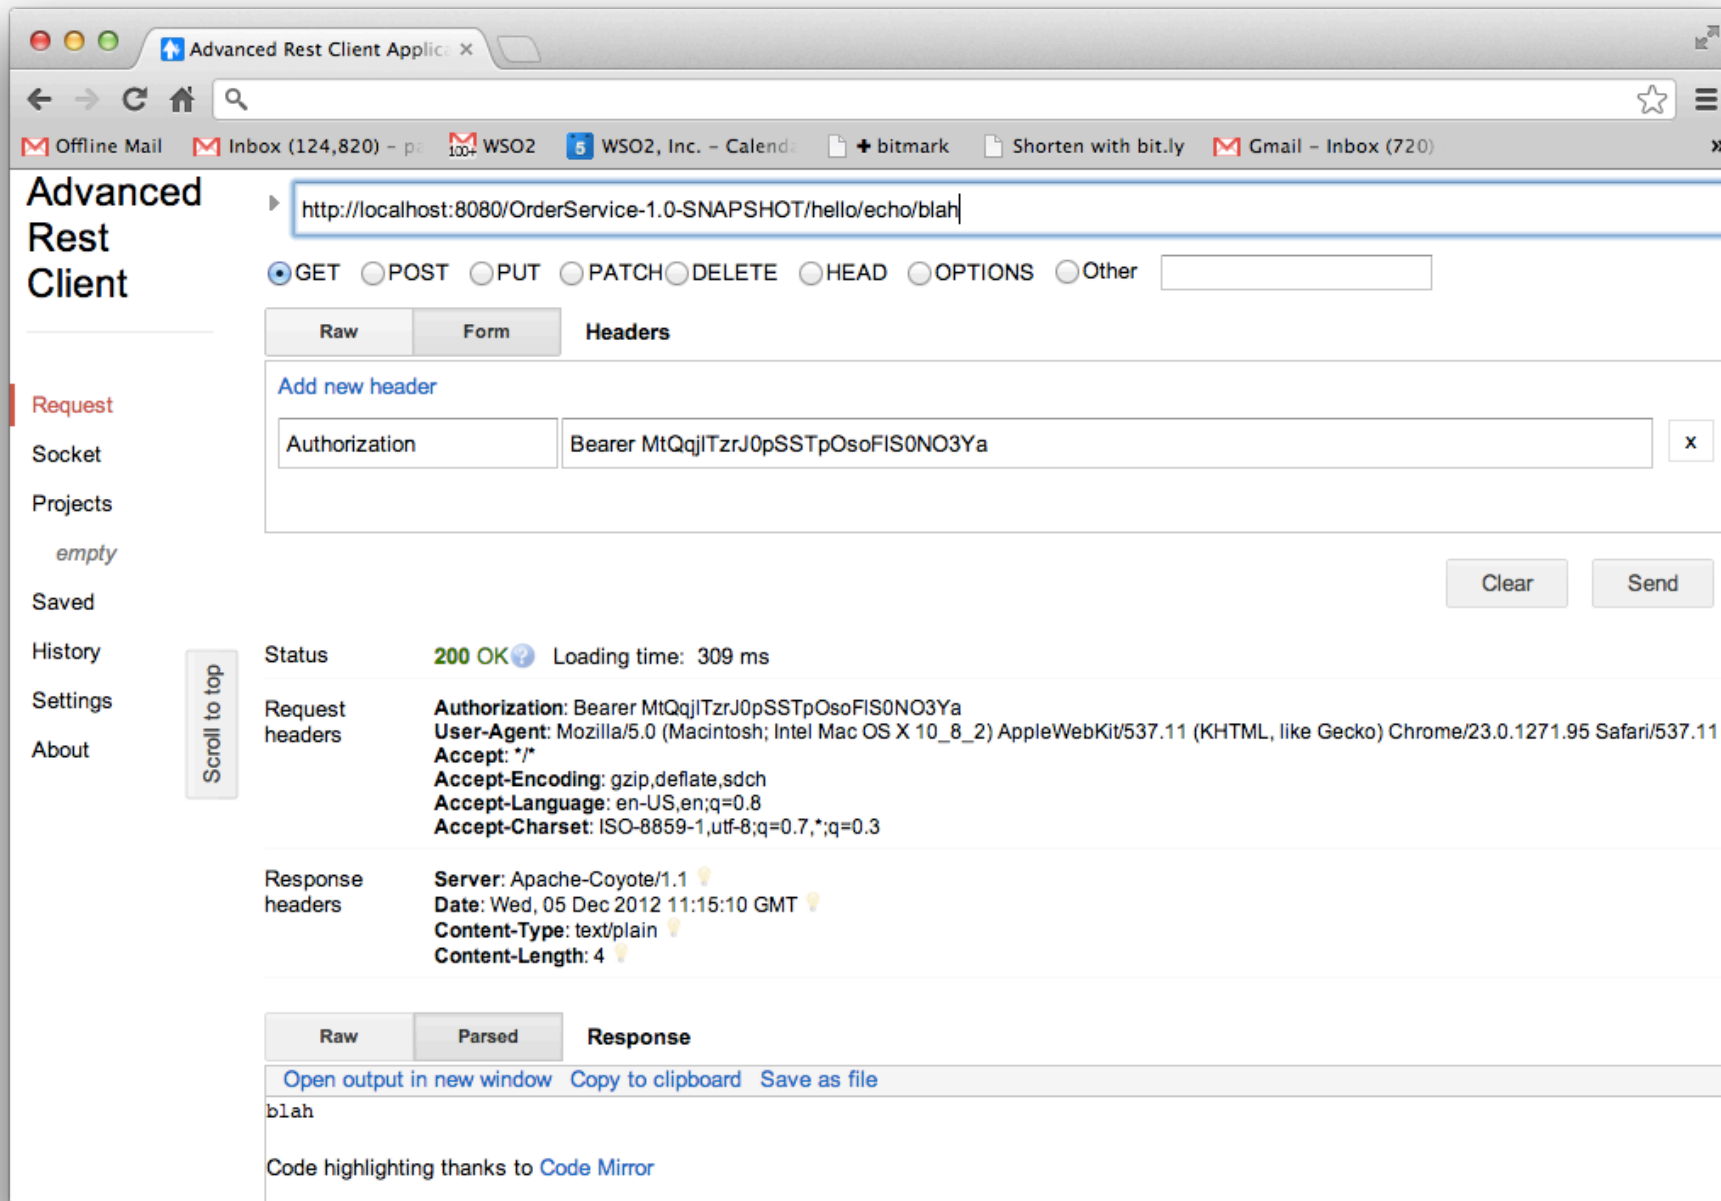 Advanced Rest Client Applic
Offline Mail Inbox (124,820) – pa 100+ WSO2 5 WSO2, Inc. – Calenda + bitmark Shorten with bit.ly Gmail – Inbox (720) »
Advanced
Rest
Client
http://localhost:8080/OrderService-1.0-SNAPSHOT/hello/echo/blah
GET POST PUT PATCH DELETE HEAD OPTIONS Other
Raw Form Headers
Add new header
Authorization Bearer MtQqjlTzrJ0pSSTpOsoFlS0NO3Ya x
Request
Socket
Projects
empty
Saved
History
Settings
About
Scroll to top
Clear Send
Status 200 OK ? Loading time: 309 ms
Request headers
Authorization: Bearer MtQqjlTzrJ0pSSTpOsoFlS0NO3Ya
User-Agent: Mozilla/5.0 (Macintosh; Intel Mac OS X 10_8_2) AppleWebKit/537.11 (KHTML, like Gecko) Chrome/23.0.1271.95 Safari/537.11
Accept: */*
Accept-Encoding: gzip,deflate,sdch
Accept-Language: en-US,en;q=0.8
Accept-Charset: ISO-8859-1,utf-8;q=0.7,*;q=0.3
Response headers
Server: Apache-Coyote/1.1
Date: Wed, 05 Dec 2012 11:15:10 GMT
Content-Type: text/plain
Content-Length: 4
Raw Parsed Response
Open output in new window Copy to clipboard Save as file
blah
Code highlighting thanks to Code Mirror